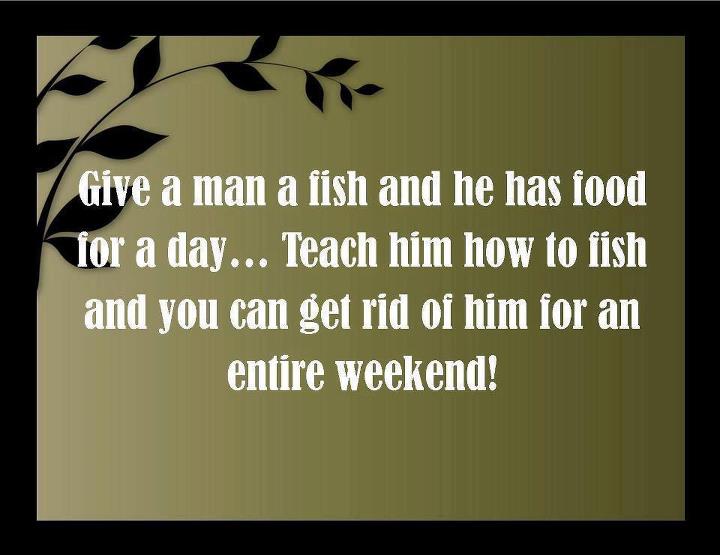 Give a man a fish and he has food
for a day... Teach him how to fish
and you can get rid of him for an
entire weekend!